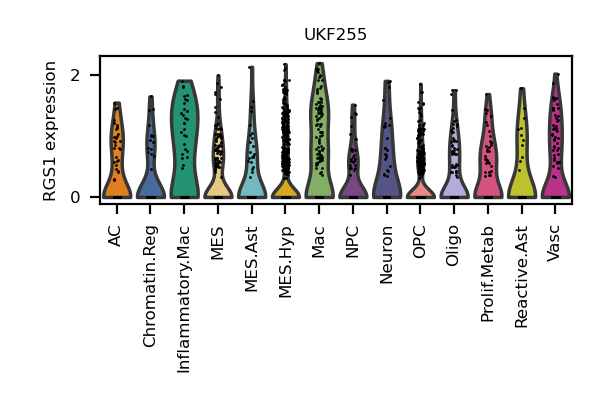 UKF255
RGS1 expression
2
0
AC
Chromatin.Reg
Inflammatory.Mac
MES
MES.Ast
MES.Hyp
Mac
NPC
Neuron
OPC
Oligo
Prolif.Metab
Reactive.Ast
Vasc